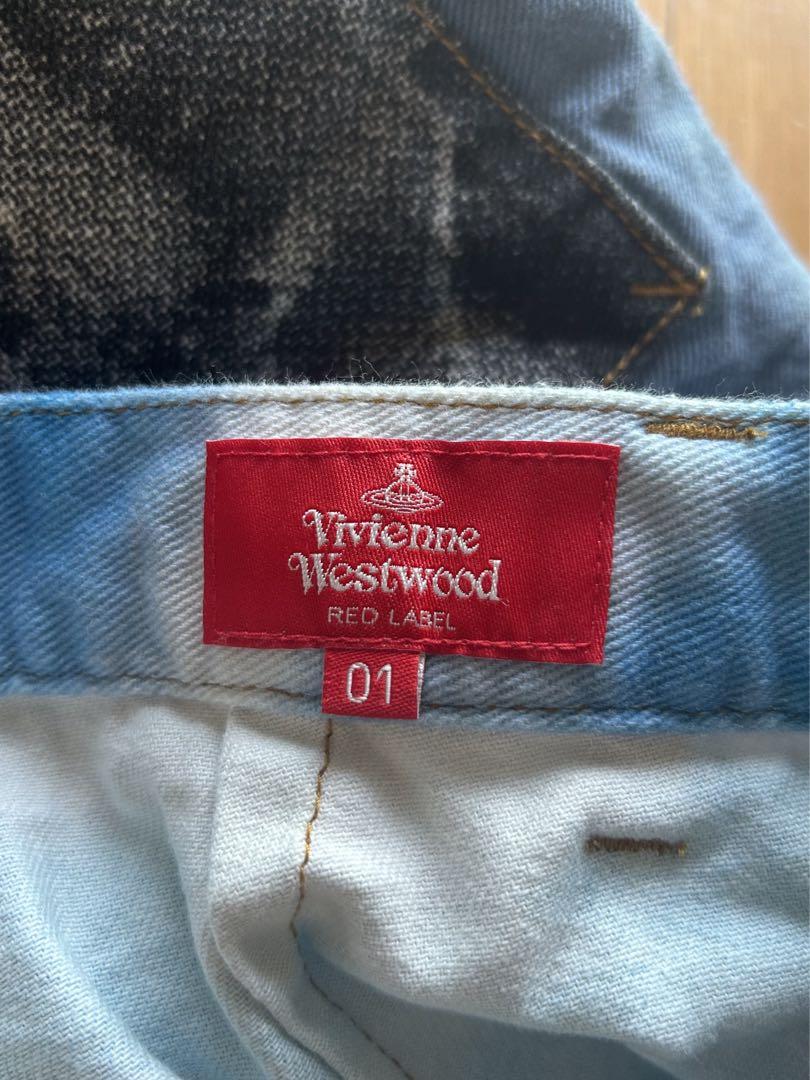 Vivienne
Westwood
RED LABEL
01